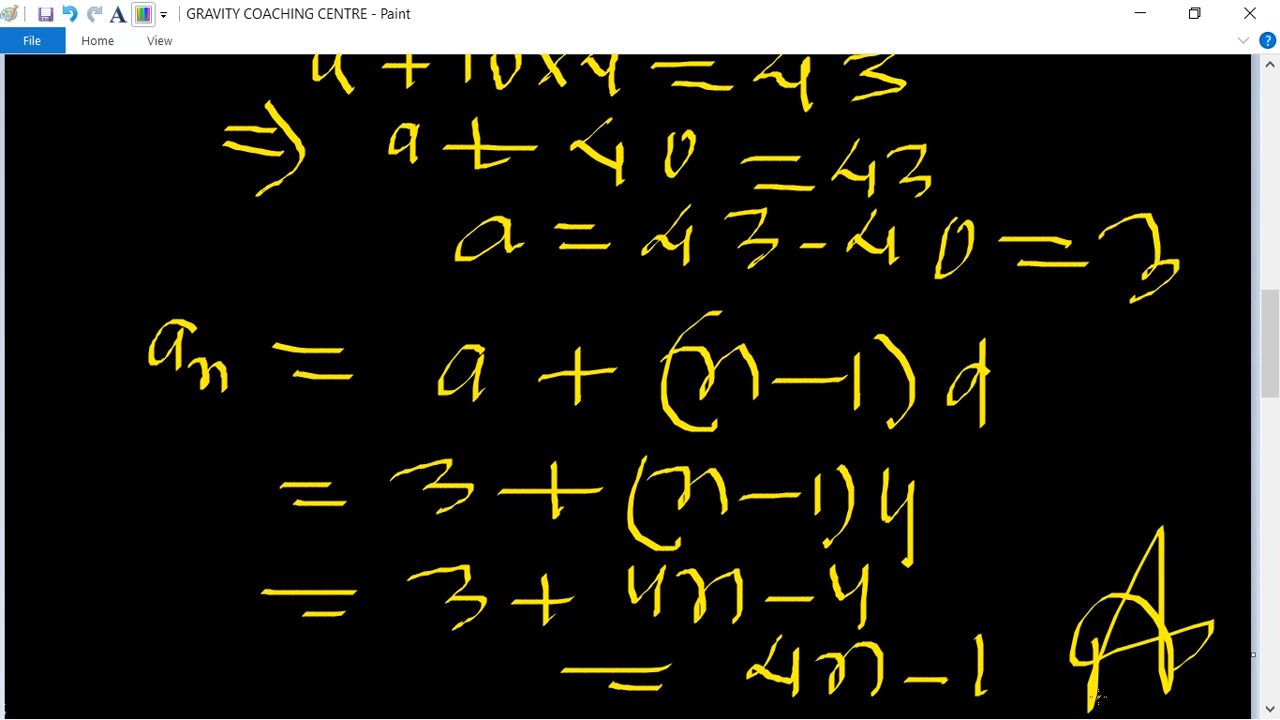 GRAVITY COACHING CENTRE - Paint
File Home View
a + 10 x 4 = 43
=> a + 40 = 43
a = 43 - 40 = 3
an = a + (n - 1) d
= 3 + (n - 1) 4
= 3 + 4n - 4
= 4n - 1 A